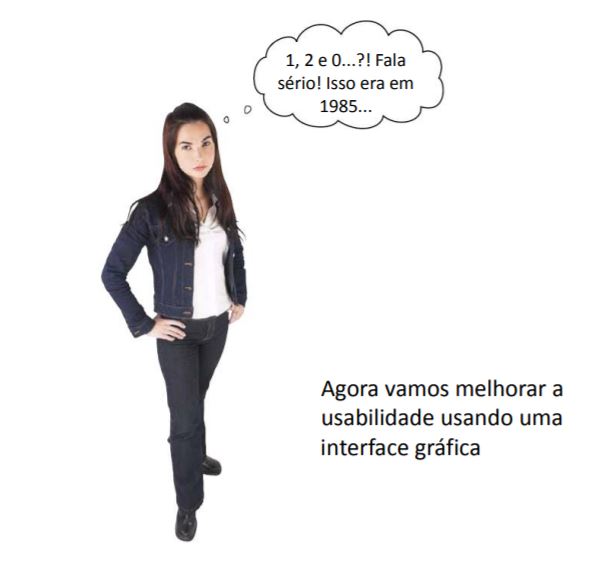 1, 2 e 0...?! Fala
sério! Isso era em
1985...
Agora vamos melhorar a
usabilidade usando uma
interface gráfica